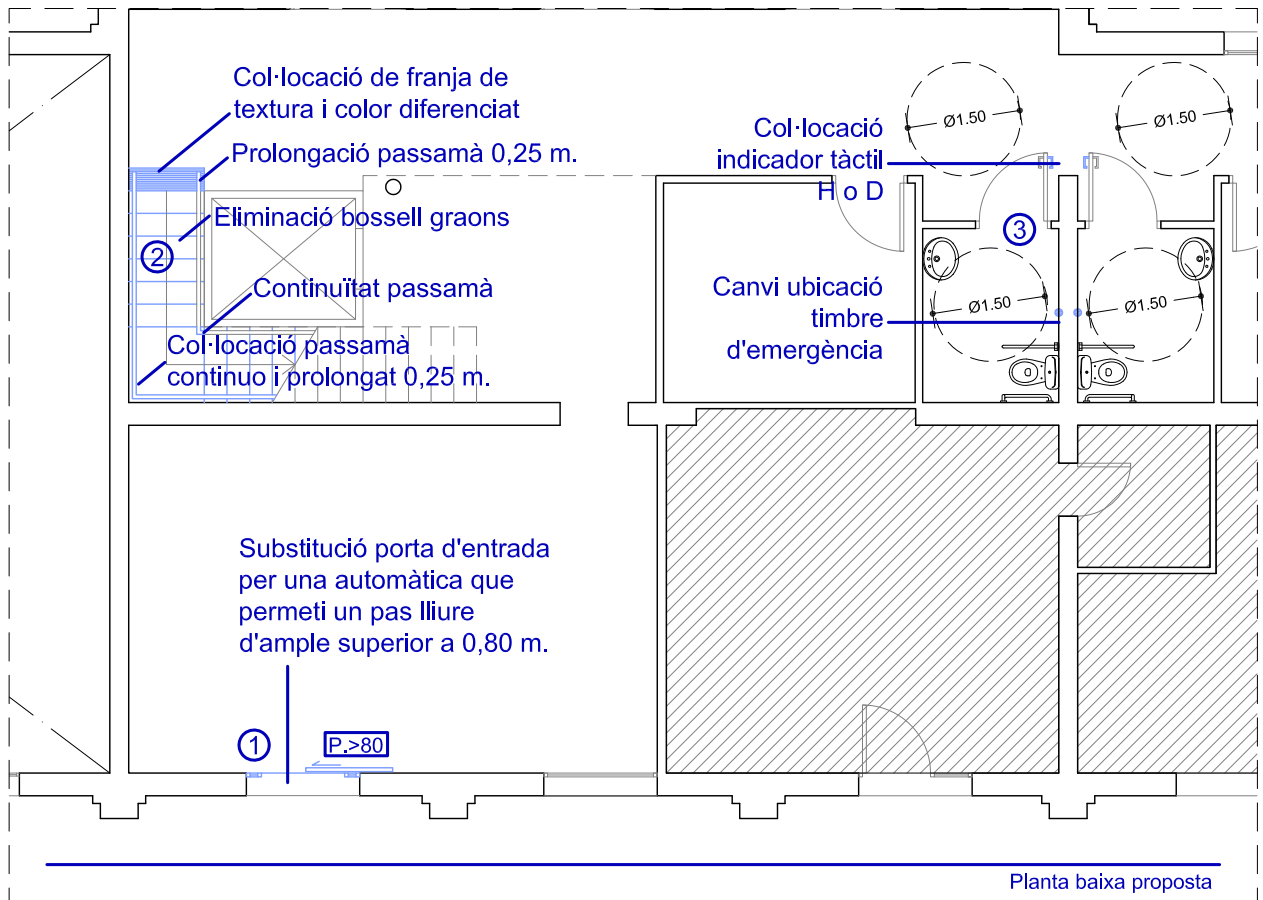 Col·locació de franja de
textura i color diferenciat
Prolongació passamà 0,25 m.
Eliminació bossell graons
2
Continuïtat passamà
Col·locació passamà
continuo i prolongat 0,25 m.
Ø1.50
Ø1.50
Col·locació
indicador tàctil
H o D
3
Canvi ubicació
timbre
d'emergència
Ø1.50
Ø1.50
Substitució porta d'entrada
per una automàtica que
permeti un pas lliure
d'ample superior a 0,80 m.
1
P.>80
Planta baixa proposta